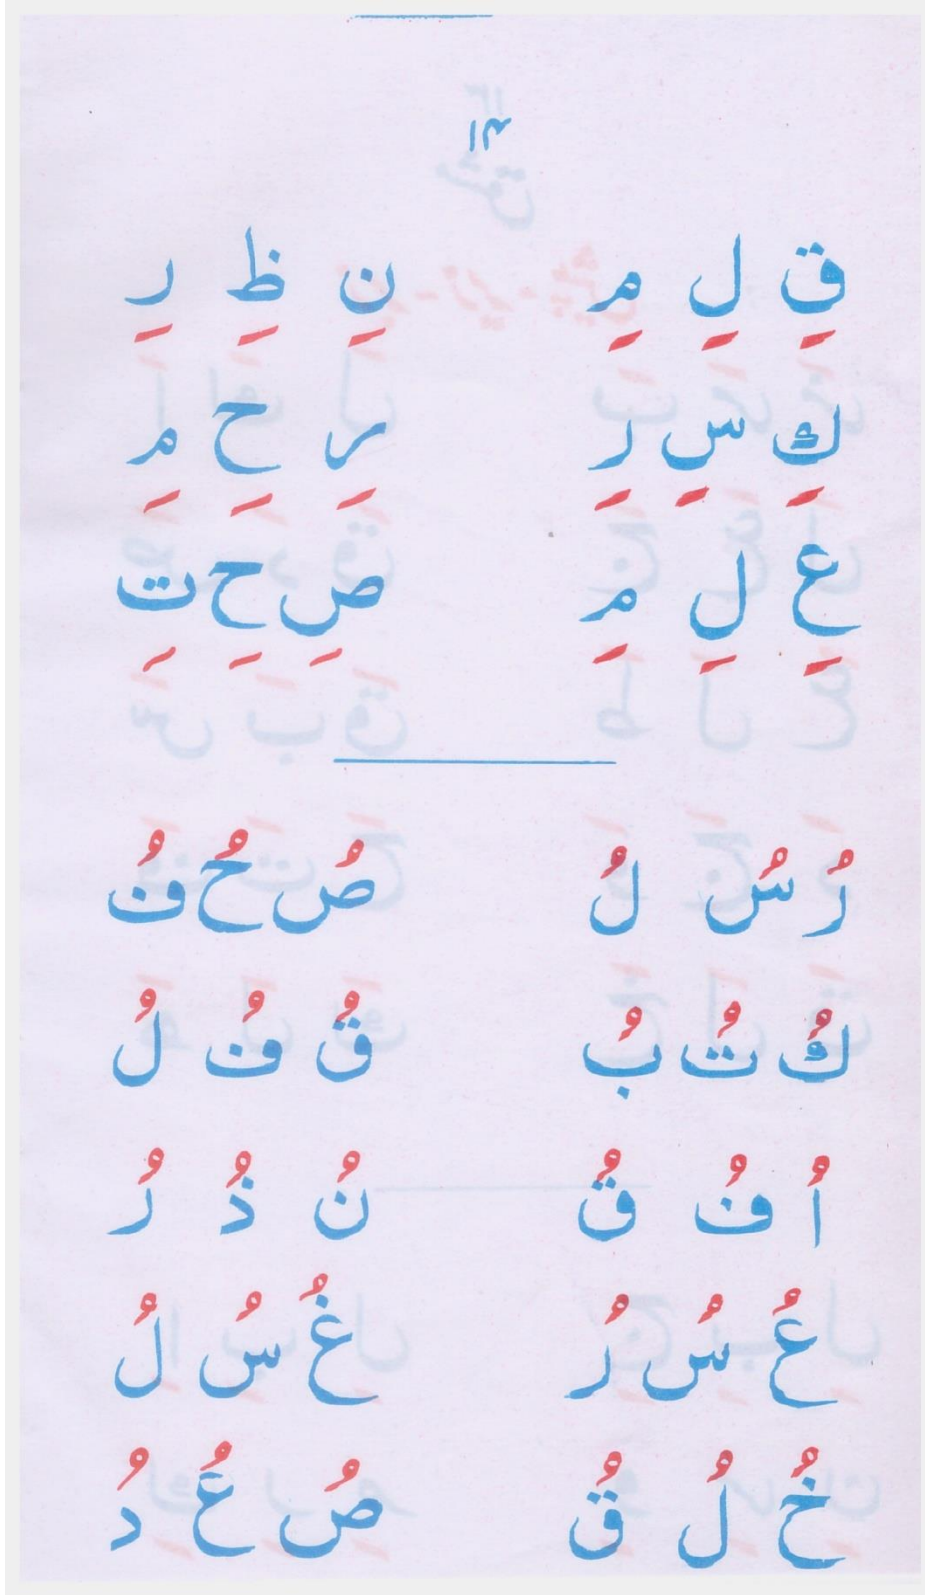 ۱۴
قِ لِ مِ نِ ظِ رِ
كِ سِ رِ رِ حِ مِ
عِ لِ مِ صِ حِ تِ
رُ سُ لُ صُ حُ فُ
كُ تُ بُ قُ فُ لُ
اُ فُ قُ نُ ذُ رُ
عُ سُ رُ غُ سُ لُ
خُ لُ قُ صُ عُ دُ